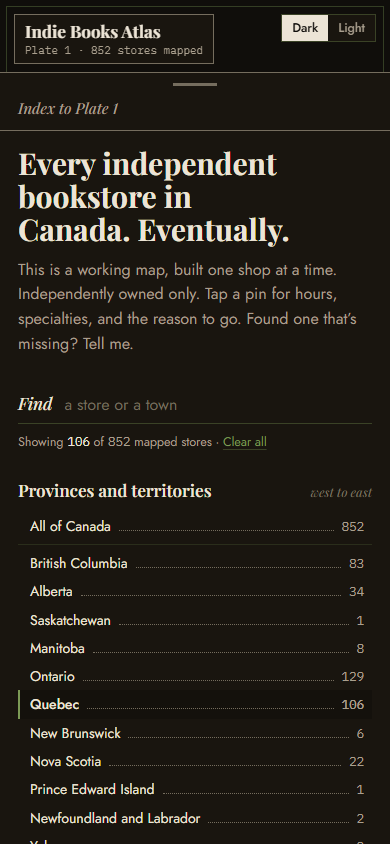 Indie Books Atlas
Plate 1 · 852 stores mapped
Dark Light
Index to Plate 1
Every independent
bookstore in
Canada. Eventually.
This is a working map, built one shop at a time.
Independently owned only. Tap a pin for hours,
specialties, and the reason to go. Found one that's
missing? Tell me.
Find a store or a town
Showing 106 of 852 mapped stores · Clear all
Provinces and territories west to east
All of Canada 852
British Columbia 83
Alberta 34
Saskatchewan 1
Manitoba 8
Ontario 129
Quebec 106
New Brunswick 6
Nova Scotia 22
Prince Edward Island 1
Newfoundland and Labrador 2